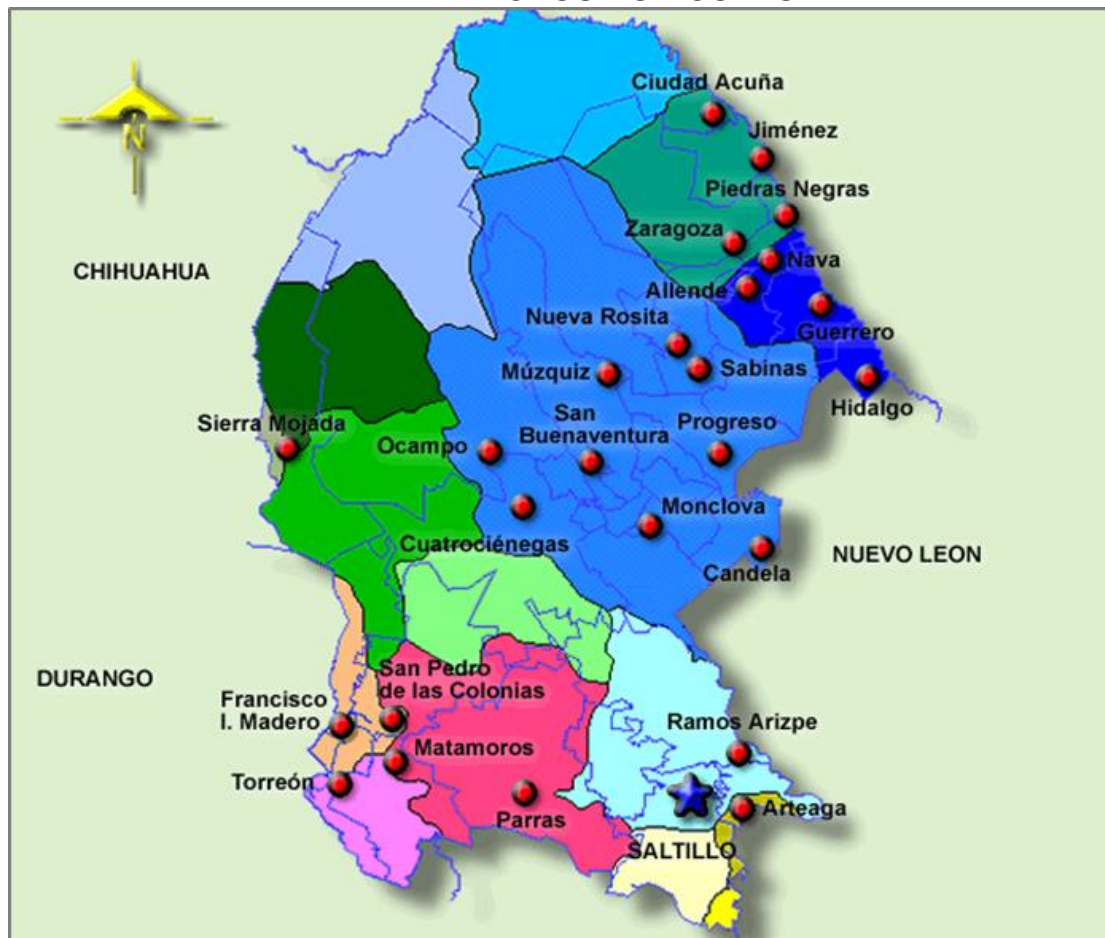 Ciudad Acuña
N
Jiménez
Piedras Negras
Zaragoza
CHIHUAHUA
Nava
Allende
Nueva Rosita
Guerrero
Múzquiz
Sabinas
Hidalgo
San
Buenaventura
Progreso
Sierra Mojada
Ocampo
Monclova
Cuatrociénegas
NUEVO LEON
Candela
DURANGO
San Pedro
de las Colonias
Francisco
I. Madero
Ramos Arizpe
Matamoros
Torreón
Parras
Arteaga
SALTILLO